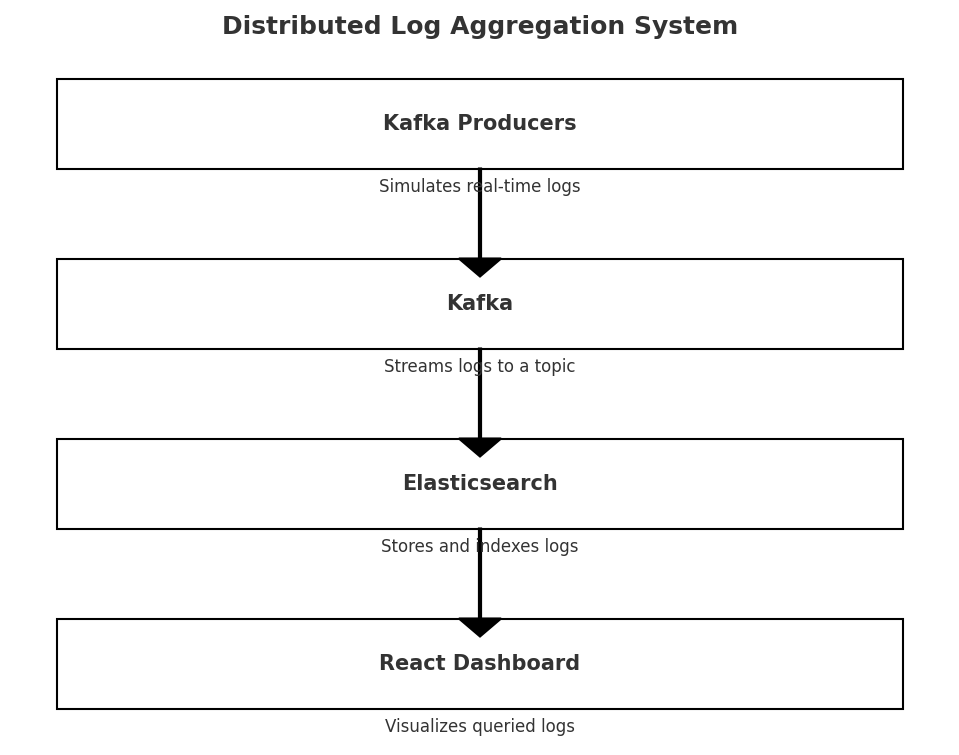 Distributed Log Aggregation System
Kafka Producers
Simulates real-time logs
Kafka
Streams logs to a topic
Elasticsearch
Stores and indexes logs
React Dashboard
Visualizes queried logs